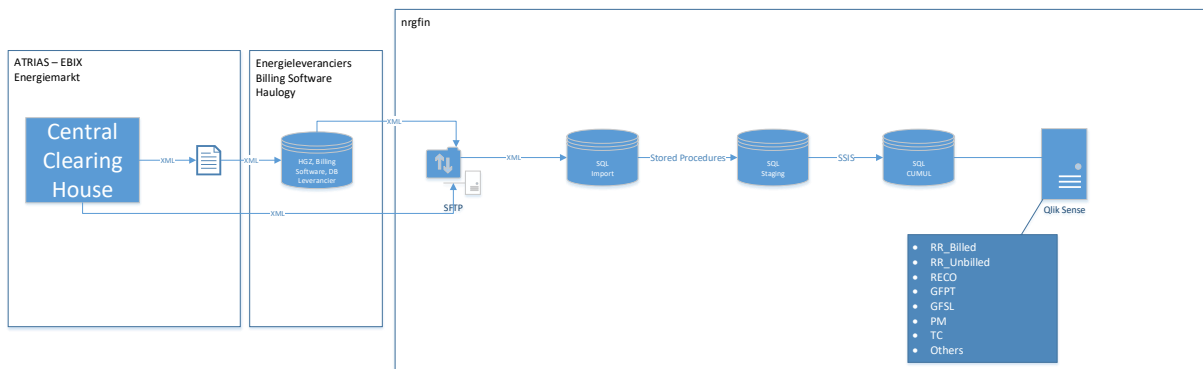 nrgfin
ATRIAS – EBIX
Energiemarkt
Energieleveranciers
Billing Software
Haulogy
Central
Clearing
House
XML
XML
HGZ, Billing
Software, DB
Leverancier
XML
XML
SFTP
XML
SQL
Import
Stored Procedures
SQL
Staging
SSIS
SQL
CUMUL
Qlik Sense
• RR_Billed
• RR_Unbilled
• RECO
• GFPT
• GFSL
• PM
• TC
• Others